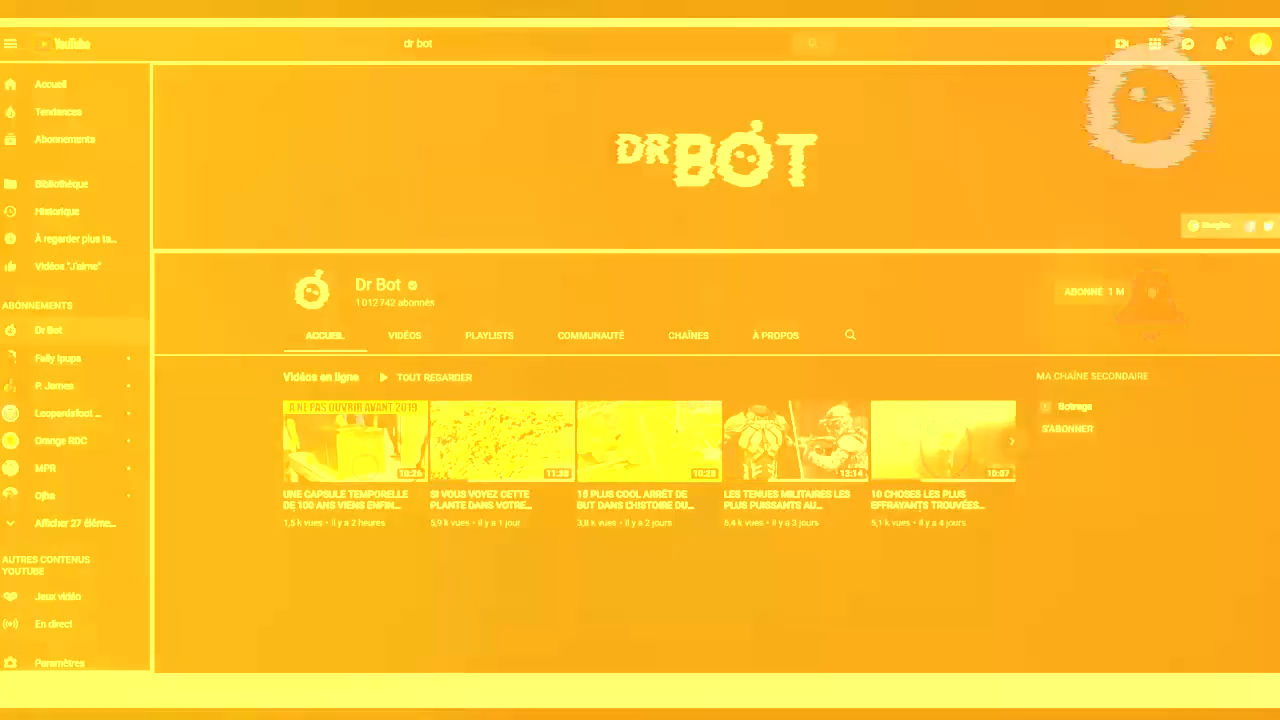 YouTube
dr bot
9+
Accueil
Tendances
Abonnements
Bibliothèque
Historique
À regarder plus ta...
Vidéos "J'aime"
ABONNEMENTS
Dr Bot
Fally Ipupa
P. James
Leopardsfoot ...
Orange RDC
MPR
Ojha
Afficher 27 éléme...
AUTRES CONTENUS
YOUTUBE
Jeux vidéo
En direct
Paramètres
DR BOT
Dr Bot
1 012 742 abonnés
ABONNÉ 1 M
ACCUEIL VIDÉOS PLAYLISTS COMMUNAUTÉ CHAÎNES À PROPOS
Vidéos en ligne TOUT REGARDER
A NE PAS OUVRIR AVANT 2019
10:26
UNE CAPSULE TEMPORELLE
DE 100 ANS VIENS ENFIN...
1,5 k vues • il y a 2 heures
11:38
SI VOUS VOYEZ CETTE
PLANTE DANS VOTRE...
5,9 k vues • il y a 1 jour
10:28
15 PLUS COOL ARRÊT DE
BUT DANS L'HISTOIRE DU...
3,8 k vues • il y a 2 jours
13:14
LES TENUES MILITAIRES LES
PLUS PUISSANTS AU...
5,4 k vues • il y a 3 jours
10:07
10 CHOSES LES PLUS
EFFRAYANTS TROUVÉES...
5,1 k vues • il y a 4 jours
MA CHAÎNE SECONDAIRE
Botraga
S'ABONNER